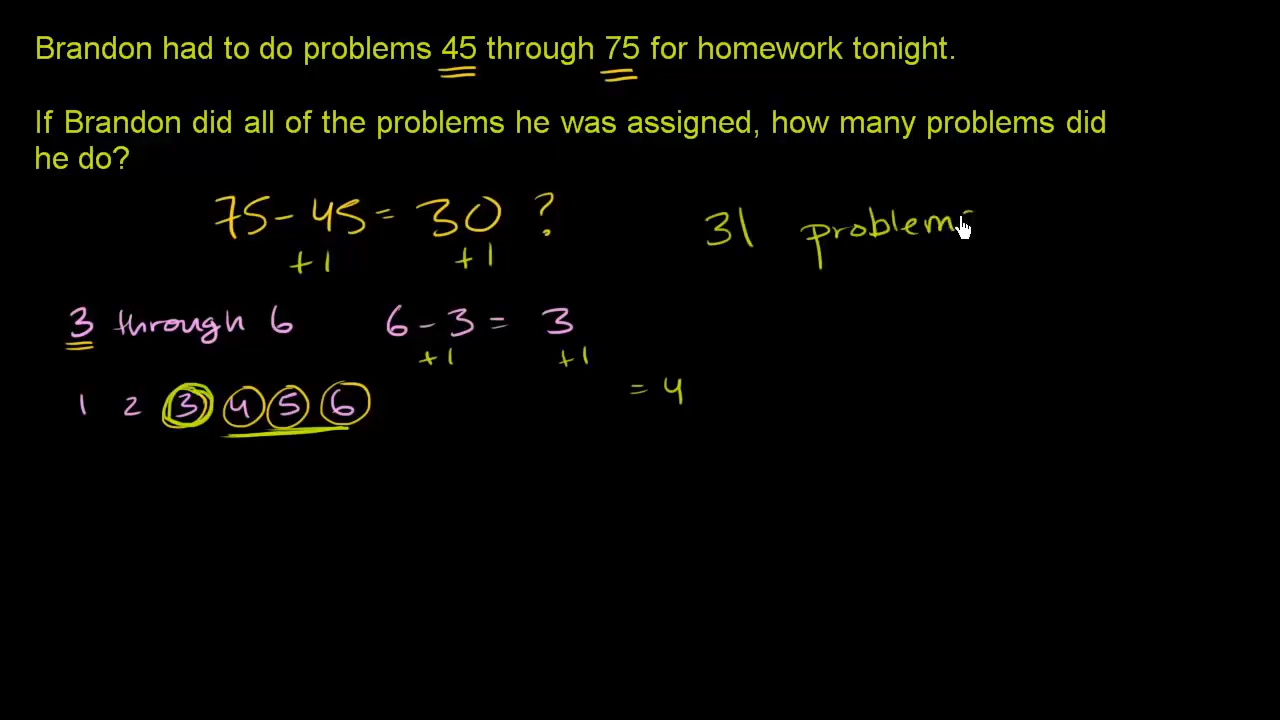 Brandon had to do problems 45 through 75 for homework tonight.
If Brandon did all of the problems he was assigned, how many problems did
he do?
75 - 45 = 30 ?
+1 +1
31 problems
3 through 6
6 - 3 = 3
+1 +1
= 4
1 2 3 4 5 6